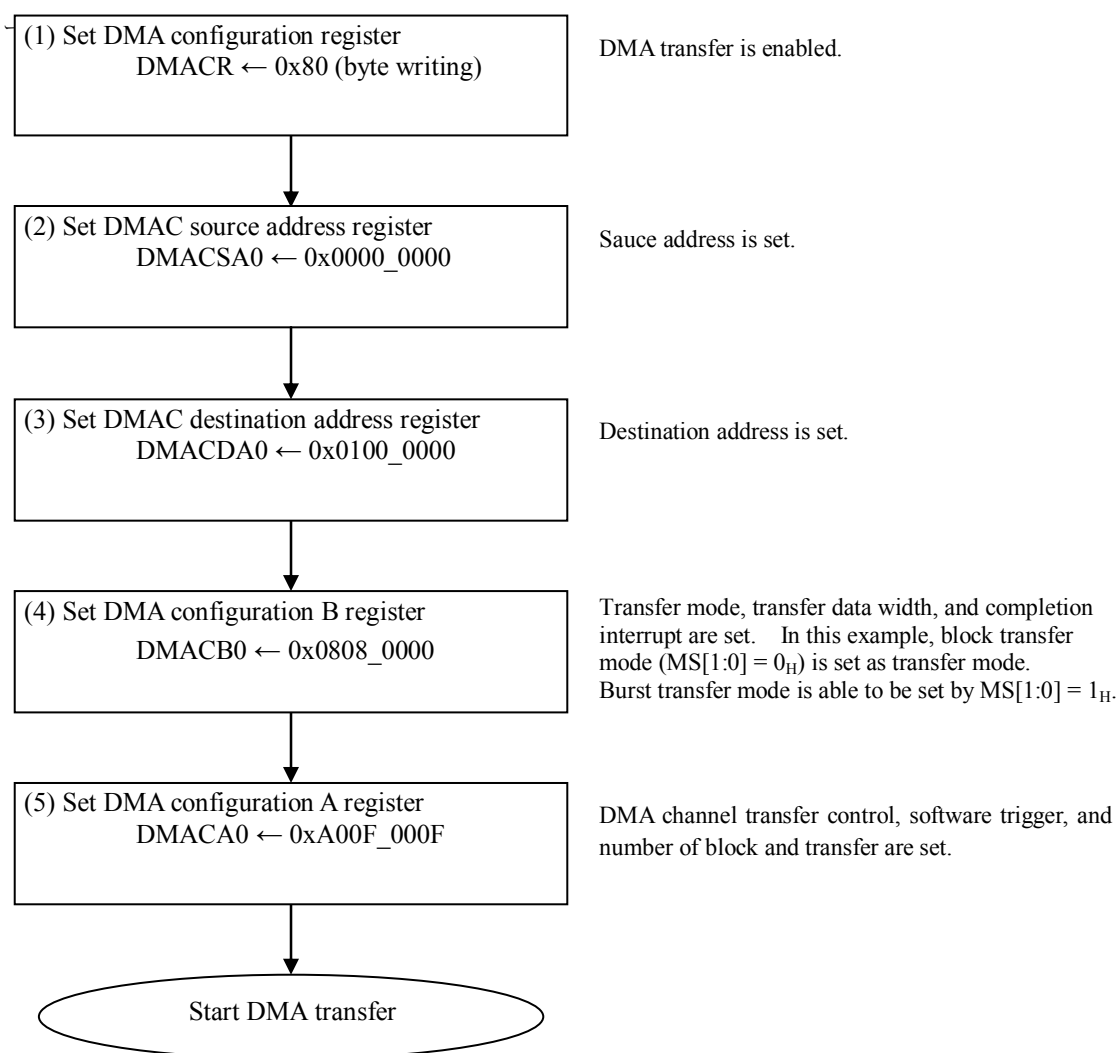 (1) Set DMA configuration register
DMACR ← 0x80 (byte writing)
DMA transfer is enabled.
(2) Set DMAC source address register
DMACSA0 ← 0x0000_0000
Sauce address is set.
(3) Set DMAC destination address register
DMACDA0 ← 0x0100_0000
Destination address is set.
(4) Set DMA configuration B register
DMACB0 ← 0x0808_0000
Transfer mode, transfer data width, and completion
interrupt are set. In this example, block transfer
mode (MS[1:0] = 0H) is set as transfer mode.
Burst transfer mode is able to be set by MS[1:0] = 1H.
(5) Set DMA configuration A register
DMACA0 ← 0xA00F_000F
DMA channel transfer control, software trigger, and
number of block and transfer are set.
Start DMA transfer